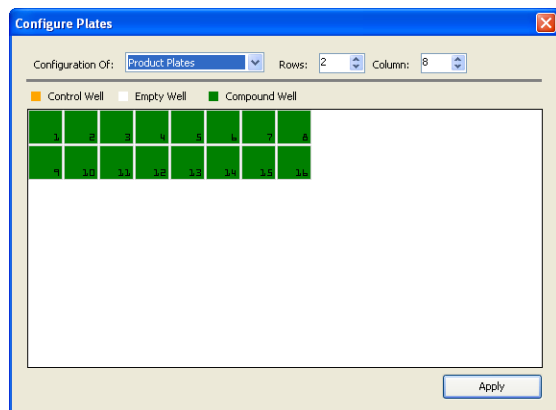 Configure Plates
Configuration Of: Product Plates Rows: 2 Column: 8
Control Well Empty Well Compound Well
1 2 3 4 5 6 7 8
9 10 11 12 13 14 15 16
Apply